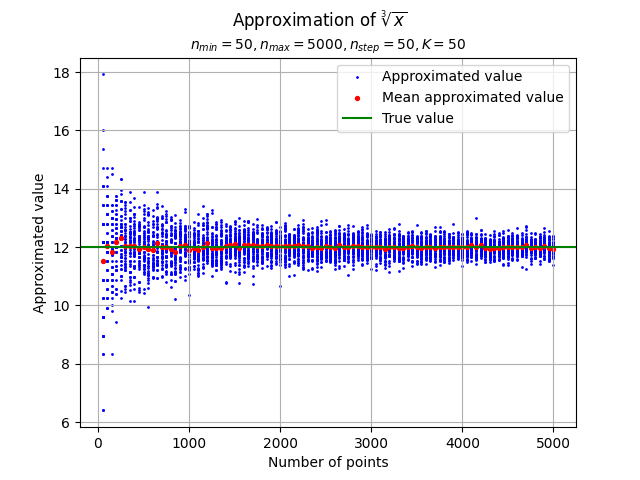 Approximation of ∛x
n_min = 50, n_max = 5000, n_step = 50, K = 50
Approximated value
Mean approximated value
True value
18
16
14
12
10
8
6
Approximated value
0 1000 2000 3000 4000 5000
Number of points